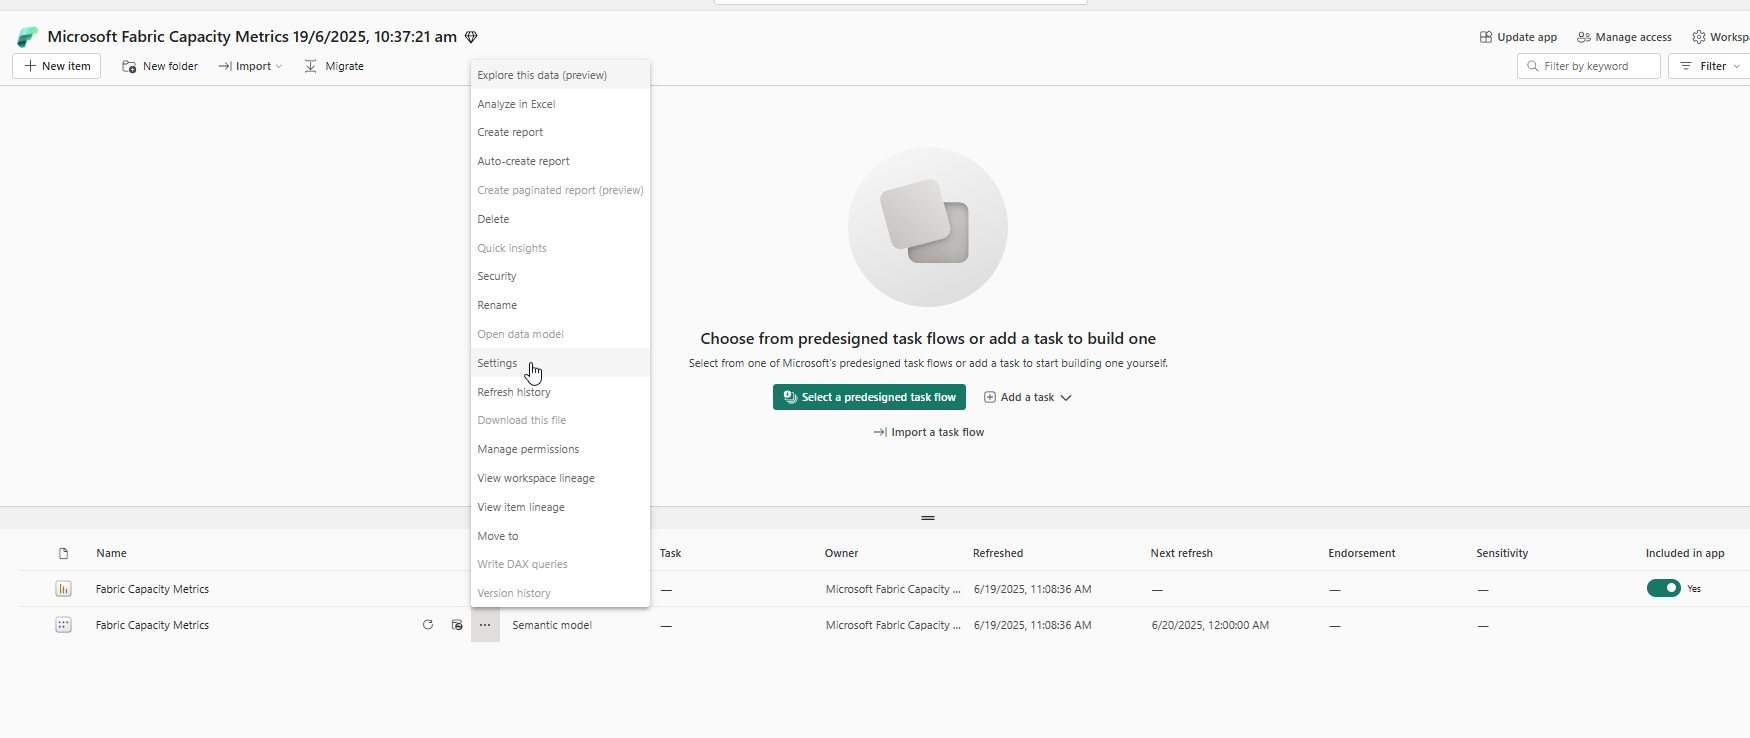 Microsoft Fabric Capacity Metrics 19/6/2025, 10:37:21 am
Update app
Manage access
Worksp
New item
New folder
Import
Migrate
Filter by keyword
Filter
Explore this data (preview)
Analyze in Excel
Create report
Auto-create report
Create paginated report (preview)
Delete
Quick insights
Security
Rename
Open data model
Settings
Refresh history
Download this file
Manage permissions
View workspace lineage
View item lineage
Move to
Write DAX queries
Version history
Choose from predesigned task flows or add a task to build one
Select from one of Microsoft's predesigned task flows or add a task to start building one yourself.
Select a predesigned task flow
Add a task
Import a task flow
Name Task Owner Refreshed Next refresh Endorsement Sensitivity Included in app
Fabric Capacity Metrics — Microsoft Fabric Capacity ... 6/19/2025, 11:08:36 AM — — — Yes
Fabric Capacity Metrics ... Semantic model — Microsoft Fabric Capacity ... 6/19/2025, 11:08:36 AM 6/20/2025, 12:00:00 AM — —